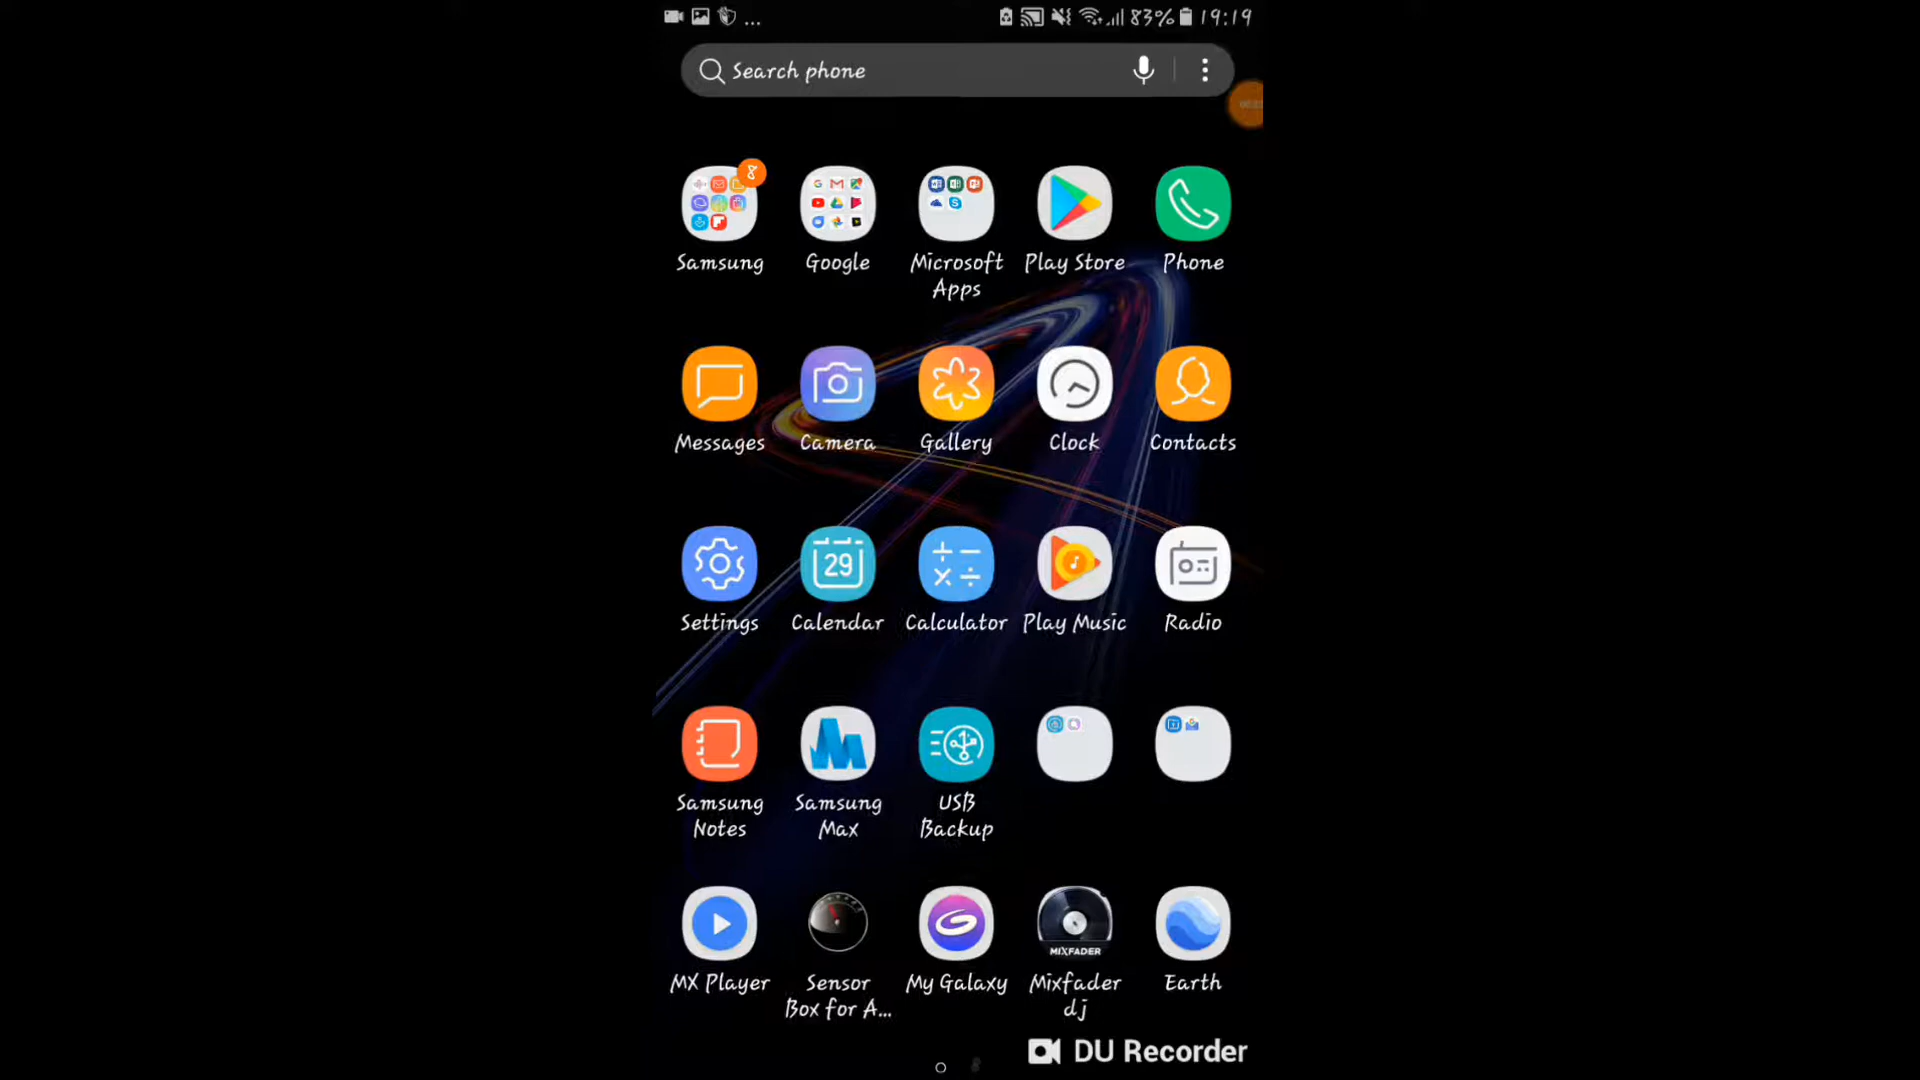 ...
83% 19:19
Search phone
8
Samsung
Google
Microsoft
Apps
Play Store
Phone
Messages
Camera
Gallery
Clock
Contacts
29
Settings
Calendar
Calculator
Play Music
Radio
Samsung
Notes
Samsung
Max
USB
Backup
MIXFADER
MX Player
Sensor
Box for A...
My Galaxy
Mixfader
dj
Earth
DU Recorder